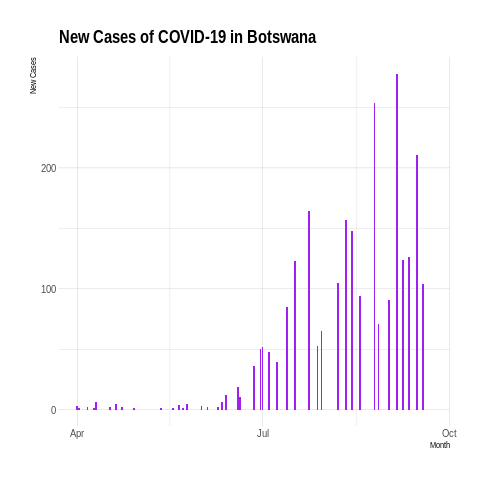 New Cases of COVID-19 in Botswana
New Cases
200
100
0
Apr
Jul
Oct
Month